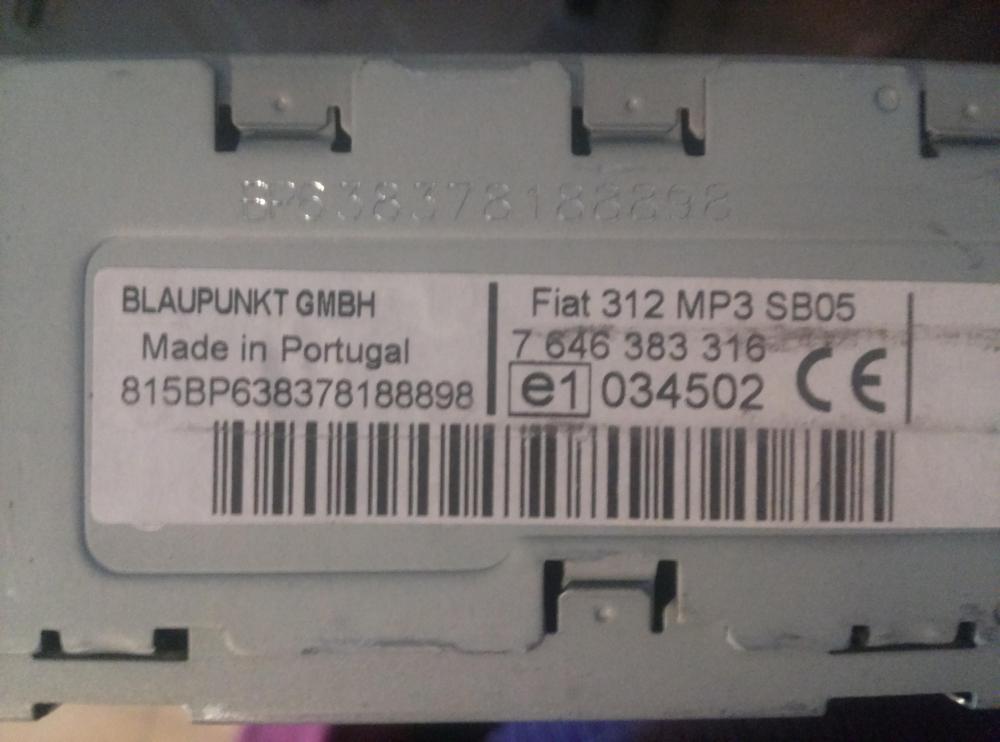 BP638378188898
BLAUPUNKT GMBH
Made in Portugal
815BP638378188898
Fiat 312 MP3 SB05
7 646 383 316
e1 034502 CE